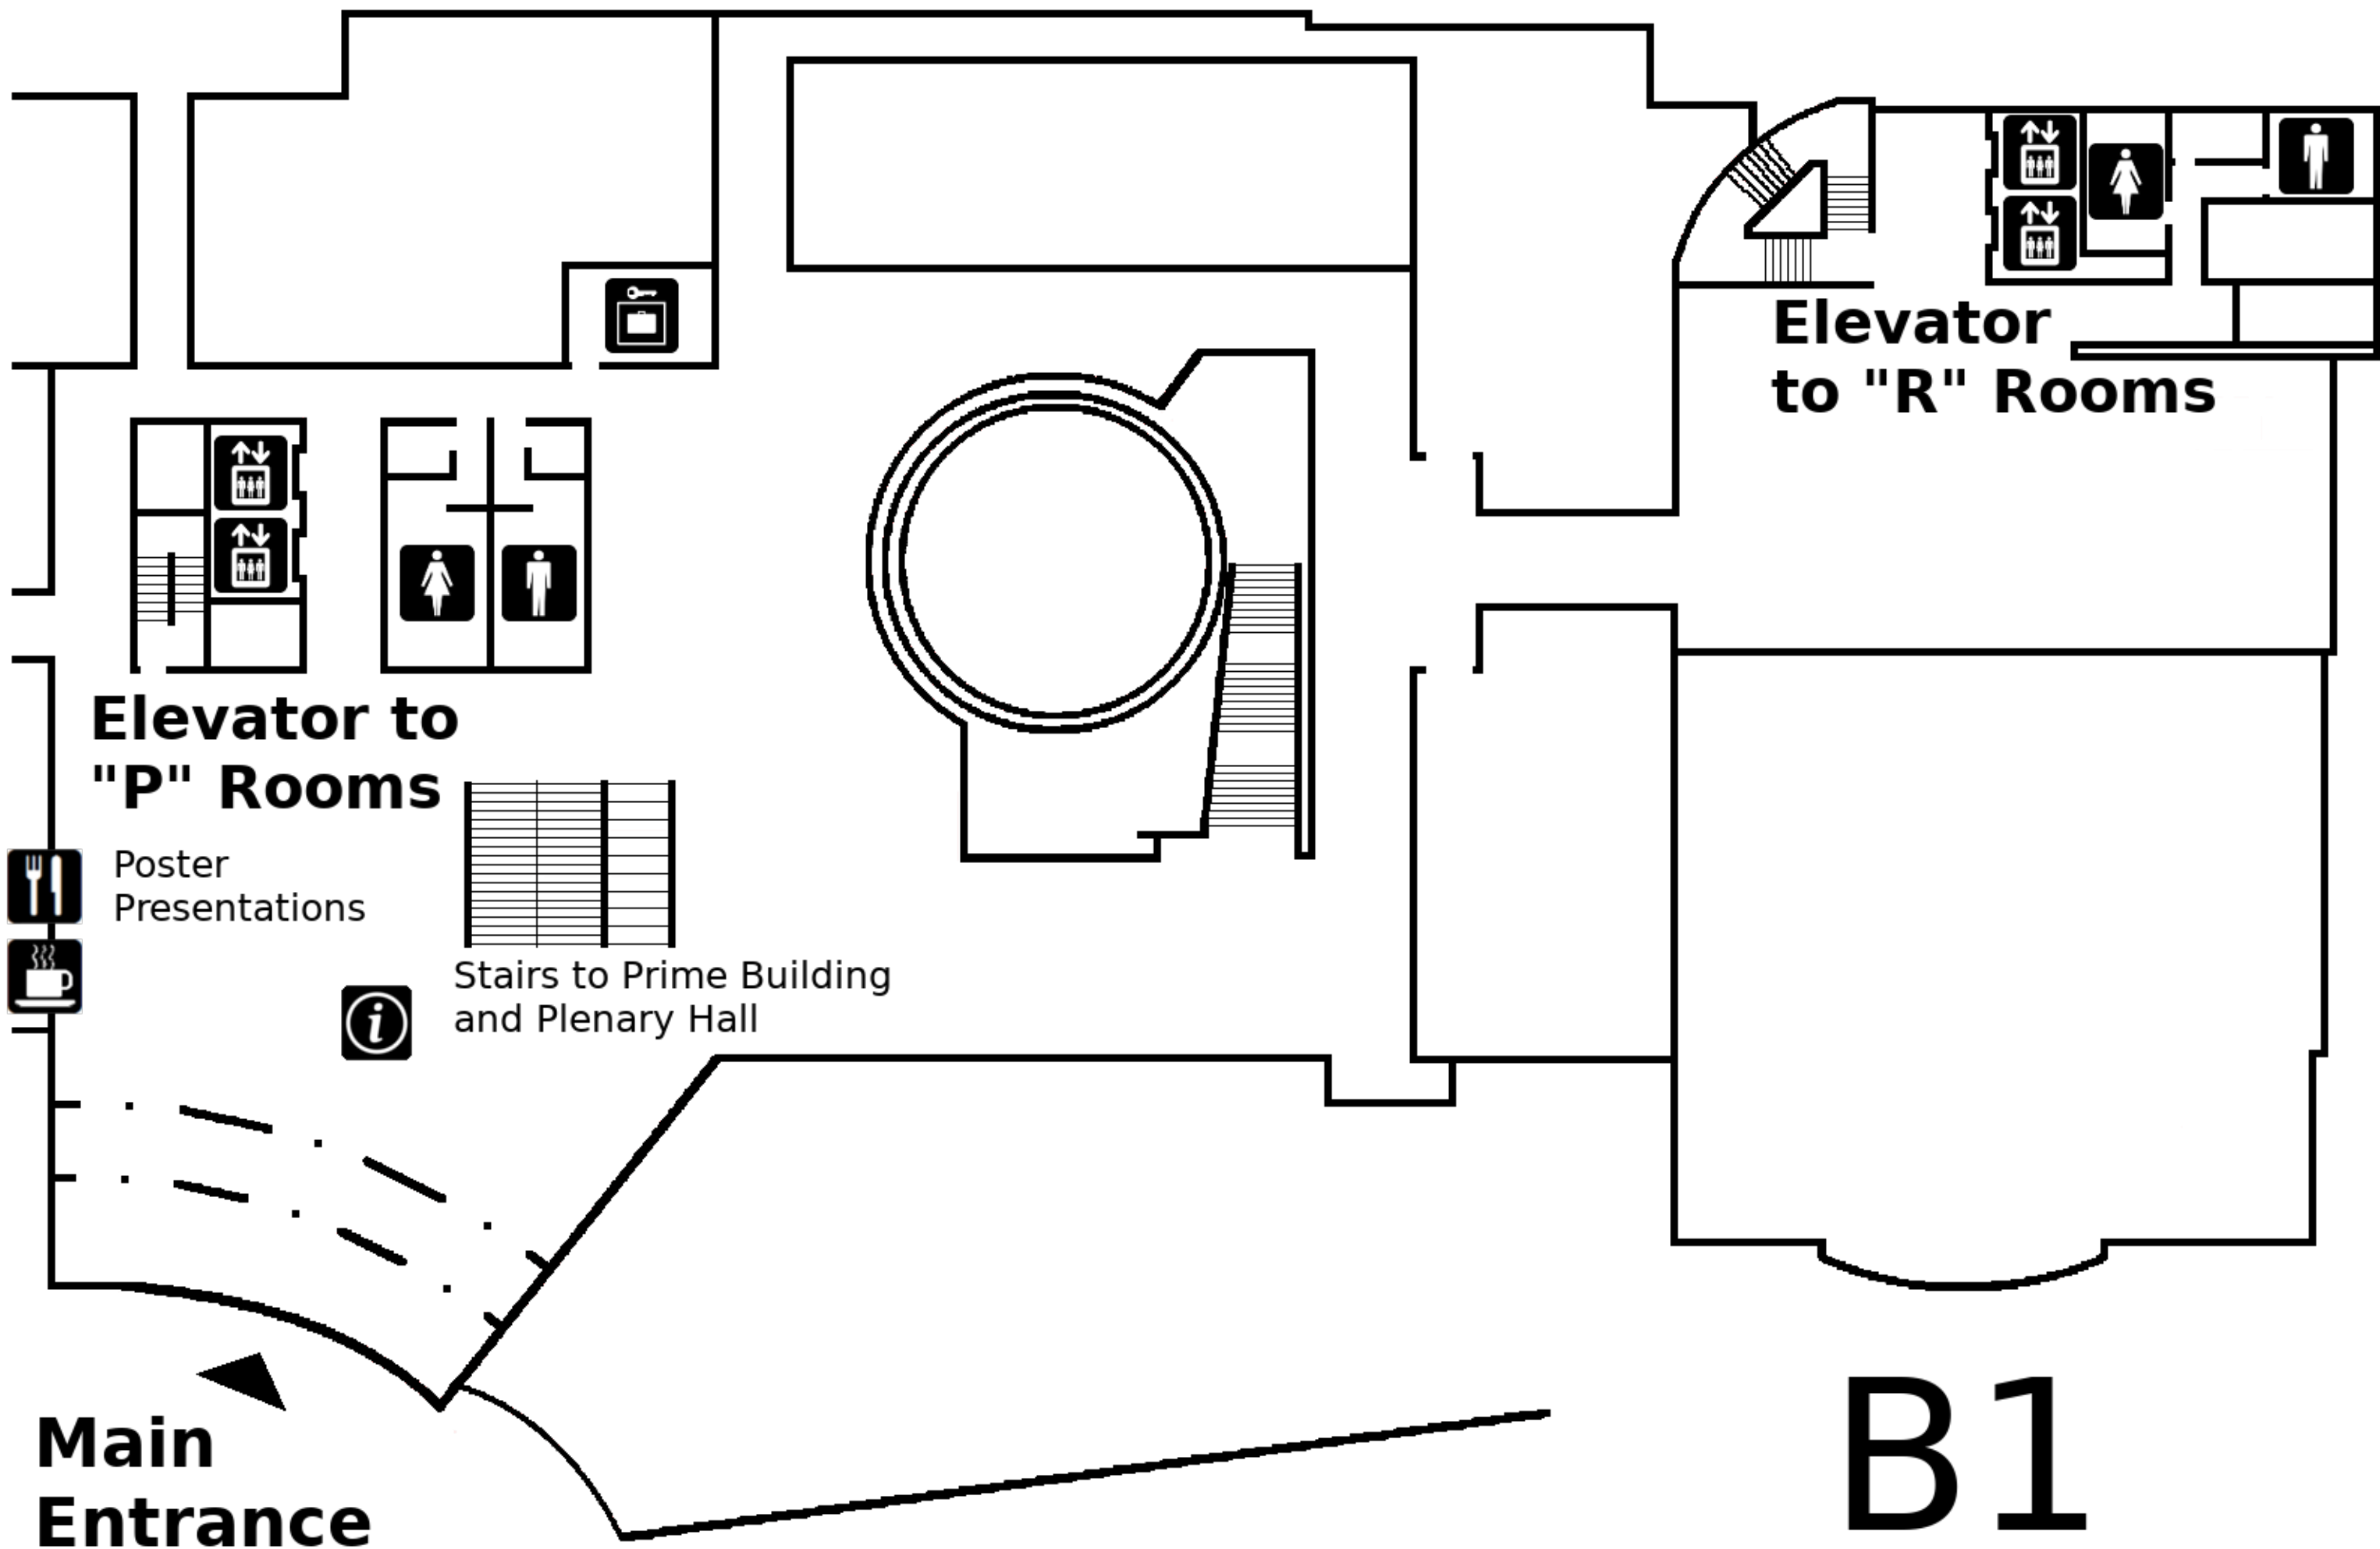 Elevator
to "R" Rooms
Elevator to
"P" Rooms
Poster
Presentations
Stairs to Prime Building
and Plenary Hall
i
Main
Entrance
B1